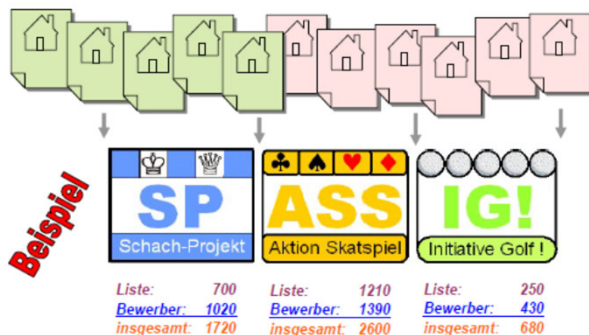 Beispiel
SP
Schach-Projekt
ASS
Aktion Skatspiel
IG!
Initiative Golf !
Liste: 700
Bewerber: 1020
insgesamt: 1720
Liste: 1210
Bewerber: 1390
insgesamt: 2600
Liste: 250
Bewerber: 430
insgesamt: 680